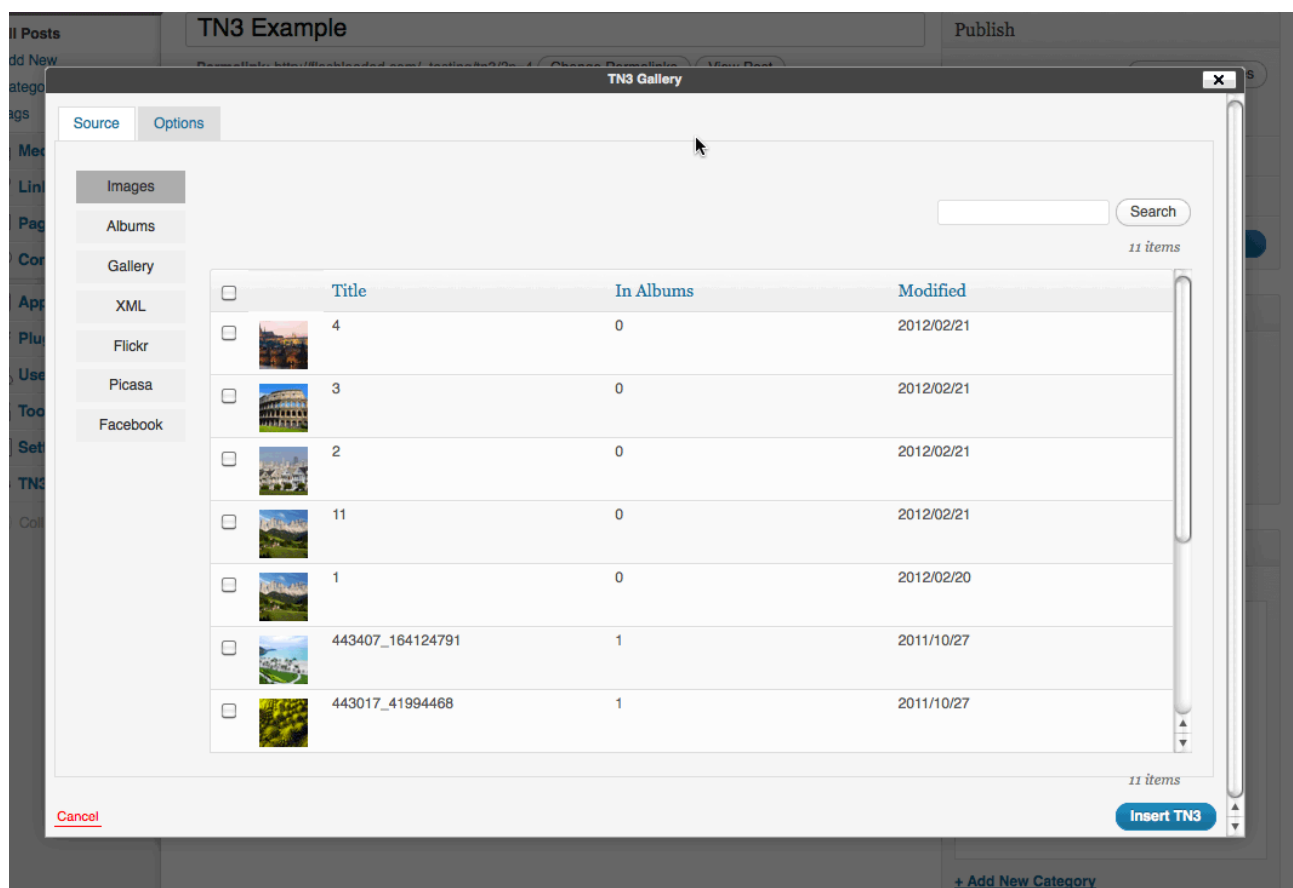 ll Posts
TN3 Example
Publish
dd New
TN3 Gallery
x
atego
s
ags
Source
Options
Med
Images
Link
Search
Pag
Albums
11 items
Com
Gallery
Title
In Albums
Modified
App
XML
4
0
2012/02/21
Plu
Flickr
Use
Picasa
3
0
2012/02/21
Too
Facebook
Sett
2
0
2012/02/21
TN3
Coll
11
0
2012/02/21
1
0
2012/02/20
443407_164124791
1
2011/10/27
443017_41994468
1
2011/10/27
11 items
Cancel
Insert TN3
+ Add New Category